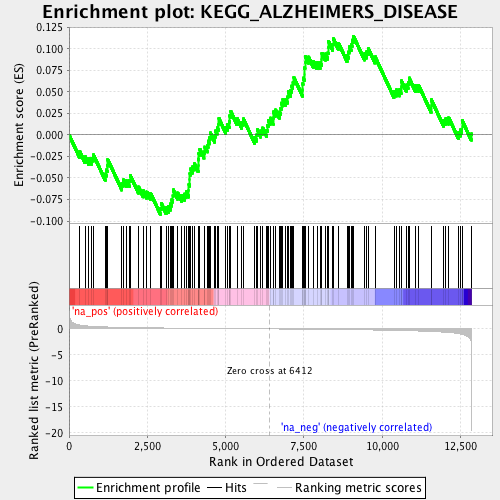 Enrichment plot: KEGG_ALZHEIMERS_DISEASE
Enrichment score (ES)
0.125
0.100
0.075
0.050
0.025
0.000
-0.025
-0.050
-0.075
-0.100
'na_pos' (positively correlated)
Ranked list metric (PreRanked)
0
-5
-10
-15
-20
Zero cross at 6412
'na_neg' (negatively correlated)
0
2,500
5,000
7,500
10,000
12,500
Rank in Ordered Dataset
Enrichment profile
Hits
Ranking metric scores